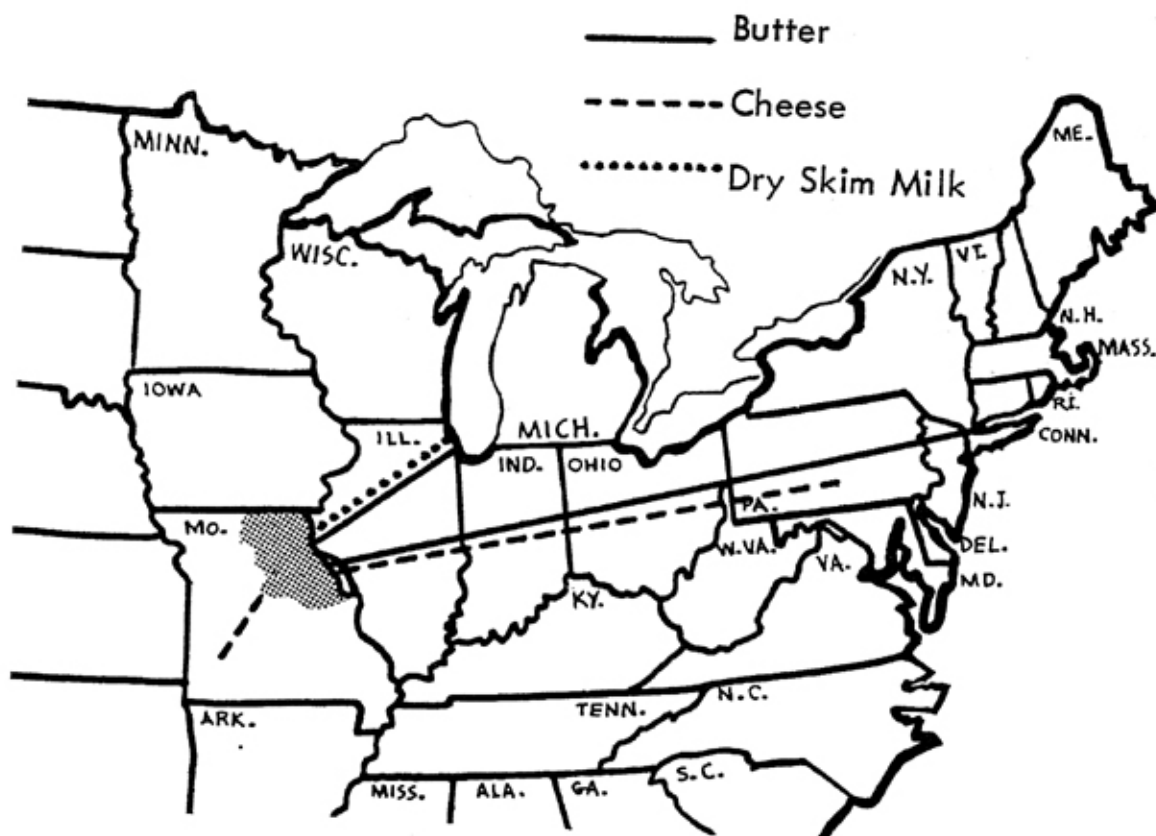 Butter
Cheese
Dry Skim Milk
ME.
MINN.
WISC.
N.Y.
VT.
N.H.
MASS.
IOWA
R.I.
ILL.
MICH.
CONN.
IND.
OHIO
PA.
N.J.
MO.
W.VA.
VA.
DEL.
MD.
KY.
N.C.
TENN.
ARK.
S.C.
MISS.
ALA.
GA.